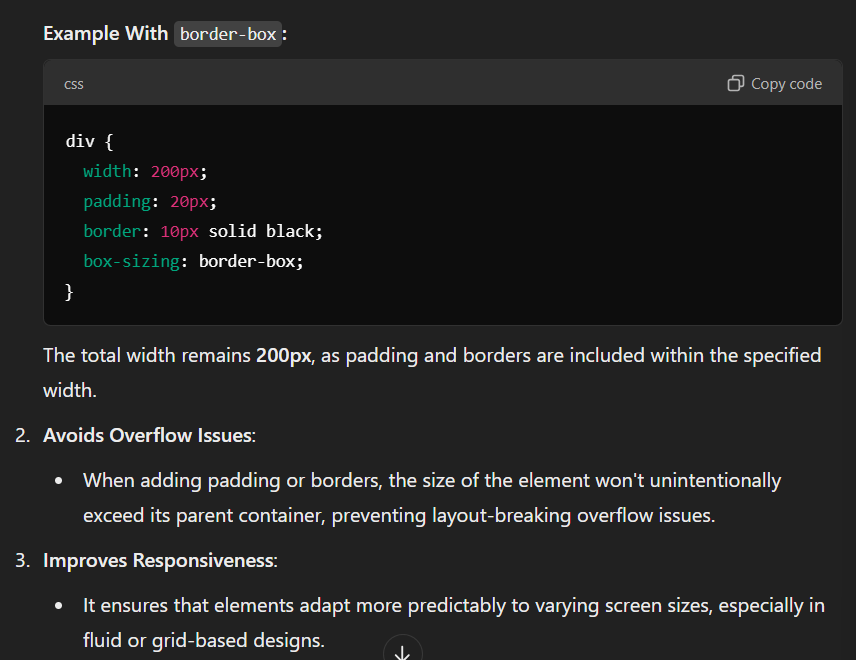 Example With border-box:
css
Copy code
div {
  width: 200px;
  padding: 20px;
  border: 10px solid black;
  box-sizing: border-box;
}
The total width remains 200px, as padding and borders are included within the specified
width.
2. Avoids Overflow Issues:
• When adding padding or borders, the size of the element won't unintentionally
exceed its parent container, preventing layout-breaking overflow issues.
3. Improves Responsiveness:
• It ensures that elements adapt more predictably to varying screen sizes, especially in
fluid or grid-based designs.